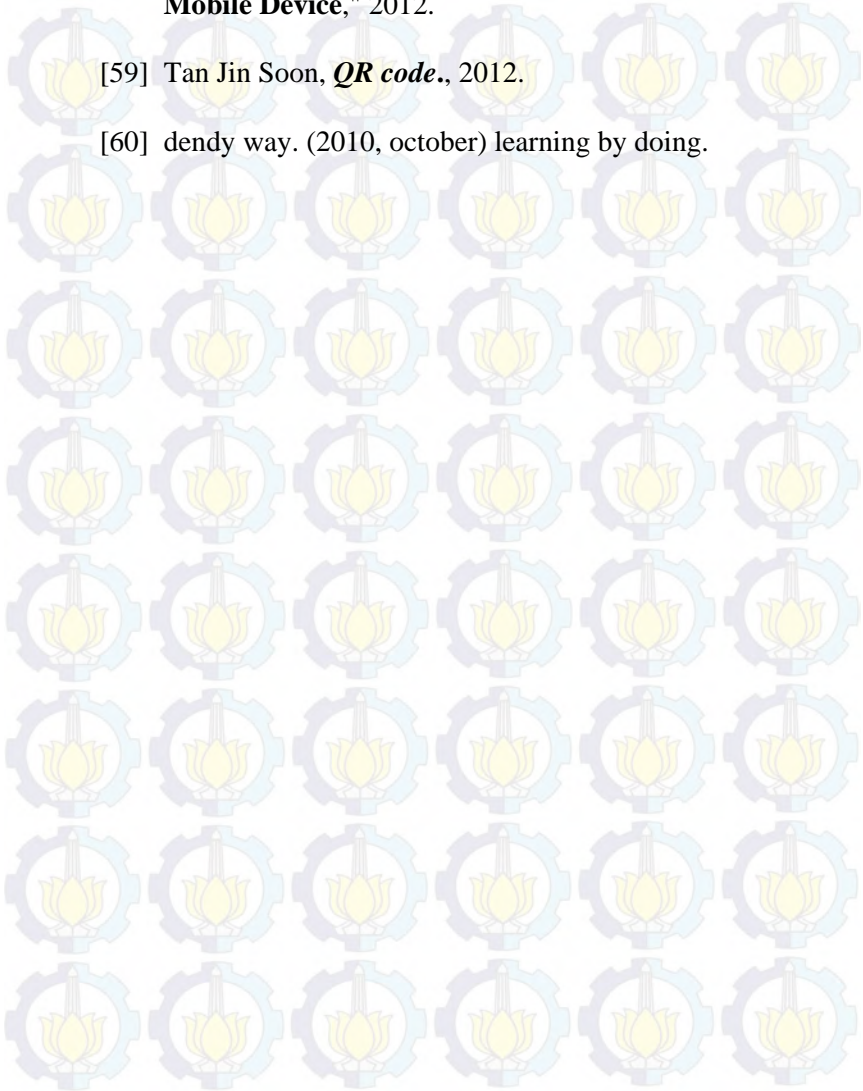 Mobile Device," 2012.
[59] Tan Jin Soon, QR code., 2012.
[60] dendy way. (2010, october) learning by doing.